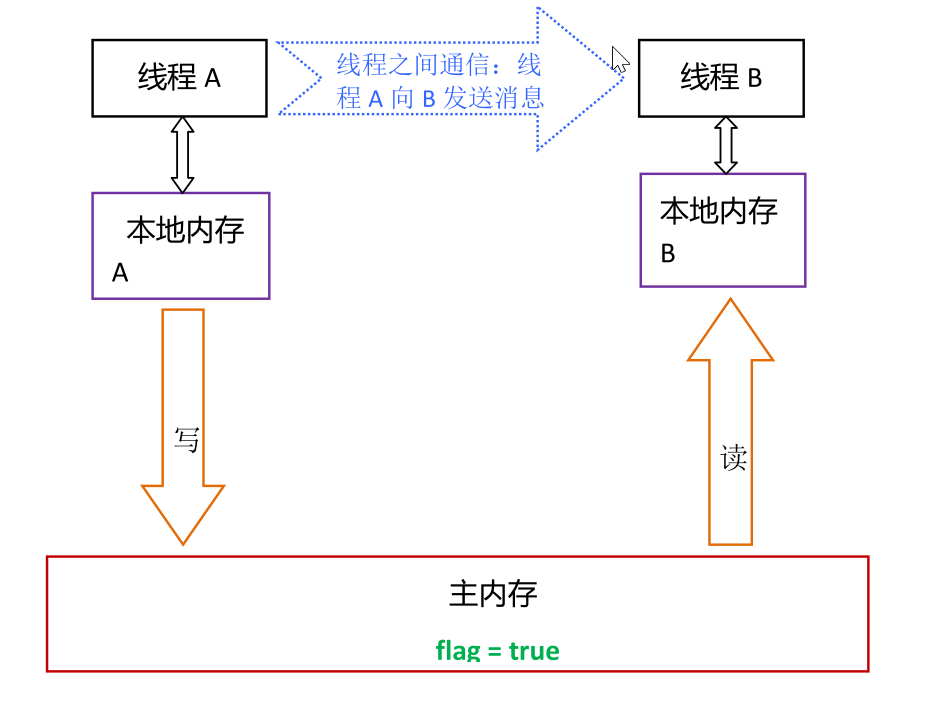 线程 A
线程之间通信：线
程 A 向 B 发送消息
线程 B
本地内存
A
本地内存
B
写
读
主内存
flag = true